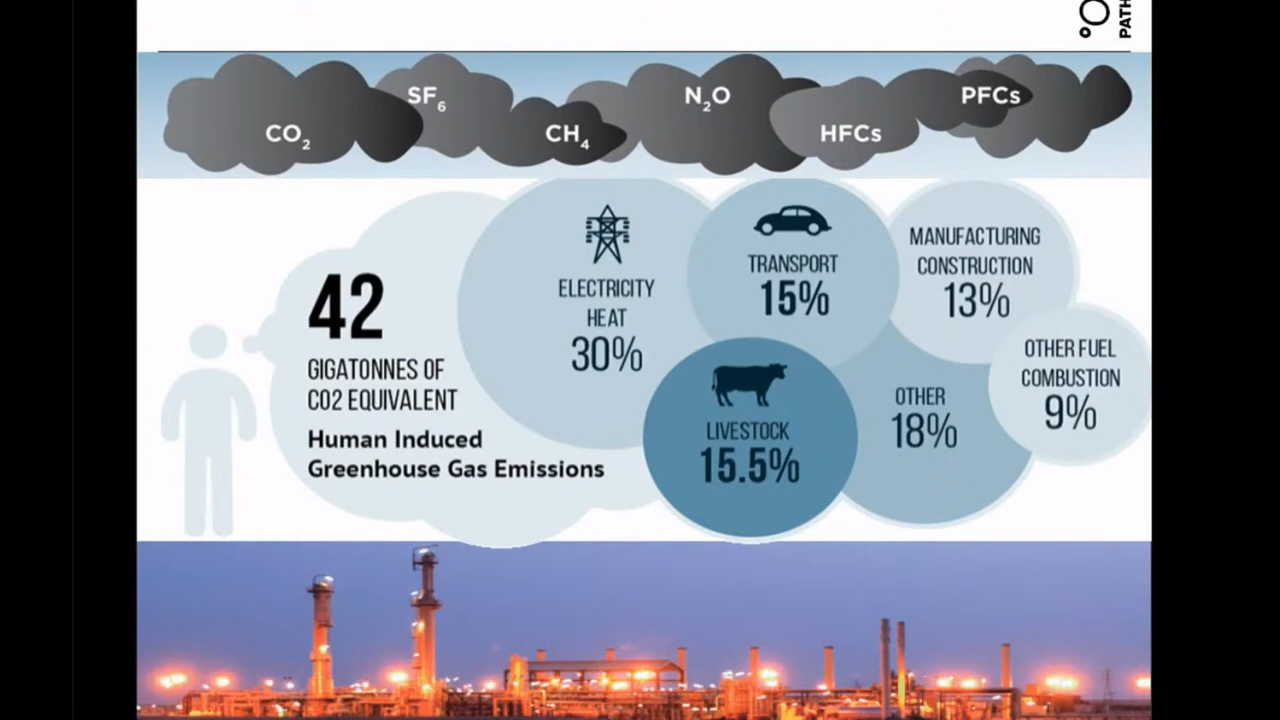 PATH
SF₆
N₂O
PFCs
CO₂
CH₄
HFCs
42
GIGATONNES OF
CO2 EQUIVALENT
Human Induced
Greenhouse Gas Emissions
ELECTRICITY
HEAT
30%
TRANSPORT
15%
MANUFACTURING
CONSTRUCTION
13%
LIVESTOCK
15.5%
OTHER
18%
OTHER FUEL
COMBUSTION
9%